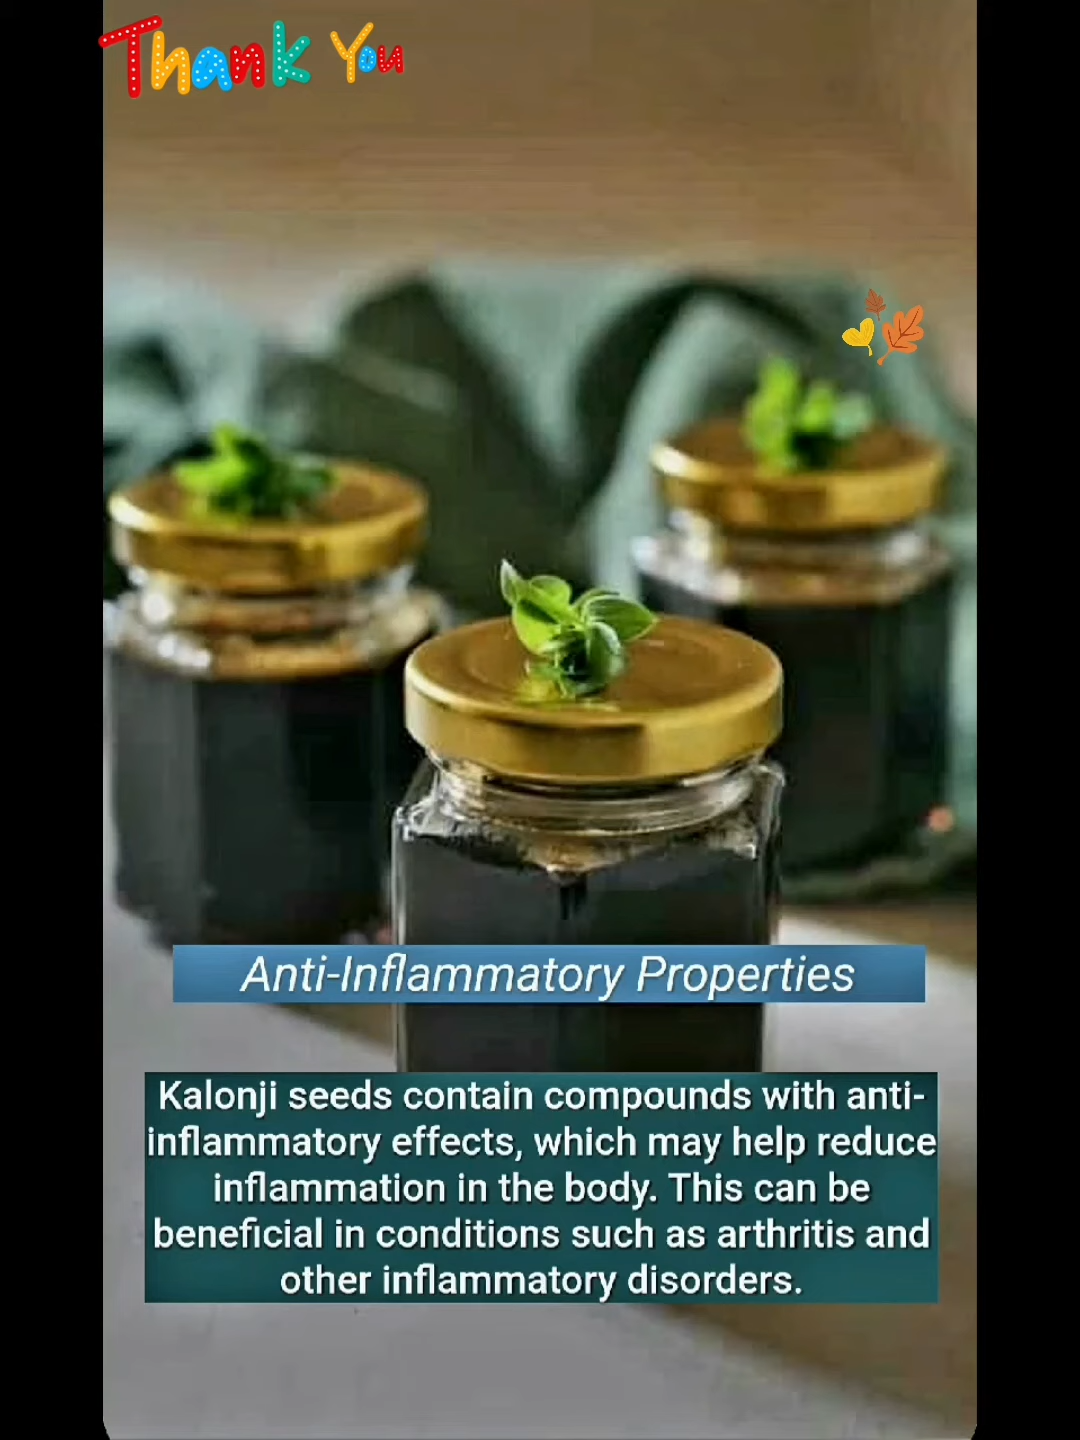 Thank You
Anti-Inflammatory Properties
Kalonji seeds contain compounds with anti-
inflammatory effects, which may help reduce
inflammation in the body. This can be
beneficial in conditions such as arthritis and
other inflammatory disorders.